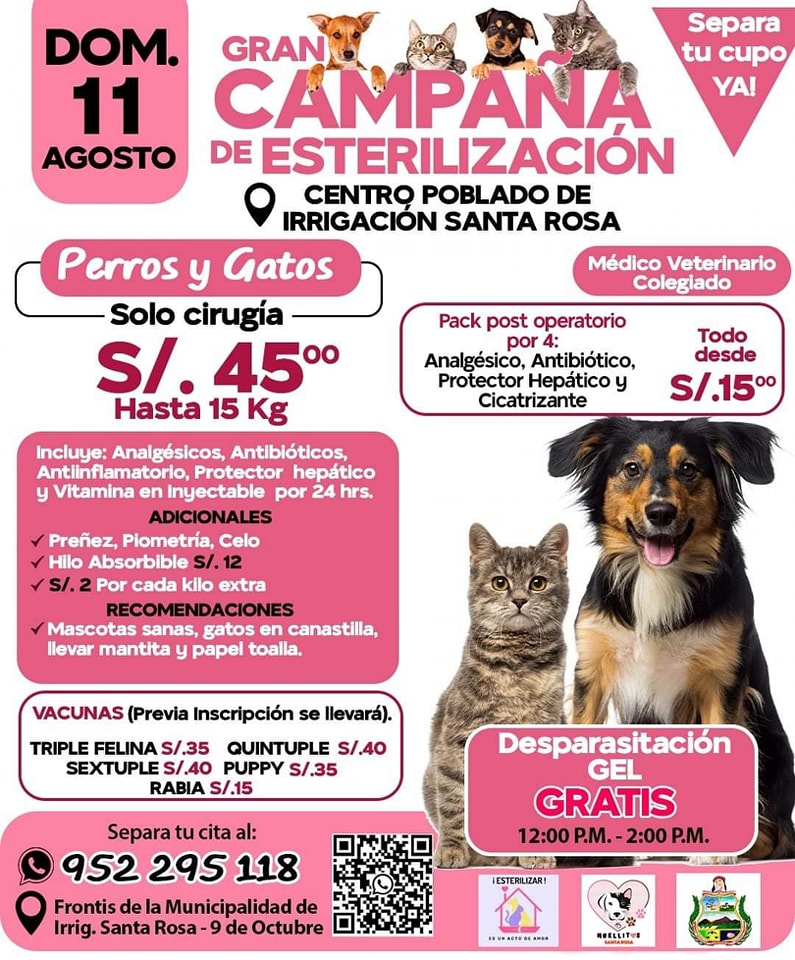 DOM.
11
AGOSTO
GRAN
CAMPAÑA
DE ESTERILIZACIÓN
CENTRO POBLADO DE
IRRIGACIÓN SANTA ROSA
Separa
tu cupo
YA!
Perros y Gatos
Solo cirugía
S/. 45⁰⁰
Hasta 15 Kg
Médico Veterinario
Colegiado
Pack post operatorio
por 4:
Analgésico, Antibiótico,
Protector Hepático y
Cicatrizante
Todo
desde
S/.15⁰⁰
Incluye: Analgésicos, Antibióticos,
Antiinflamatorio, Protector hepático
y Vitamina en Inyectable por 24 hrs.
ADICIONALES
✓ Preñez, Piometría, Celo
✓ Hilo Absorbible S/. 12
✓ S/. 2 Por cada kilo extra
RECOMENDACIONES
✓ Mascotas sanas, gatos en canastilla,
llevar mantita y papel toalla.
VACUNAS (Previa Inscripción se llevará).
TRIPLE FELINA S/.35 QUINTUPLE S/.40
SEXTUPLE S/.40 PUPPY S/.35
RABIA S/.15
Desparasitación
GEL
GRATIS
12:00 P.M. - 2:00 P.M.
Separa tu cita al:
952 295 118
Frontis de la Municipalidad de
Irrig. Santa Rosa - 9 de Octubre
¡ESTERILIZAR!
ES UN ACTO DE AMOR
HUELLITOS
SANTA ROSA